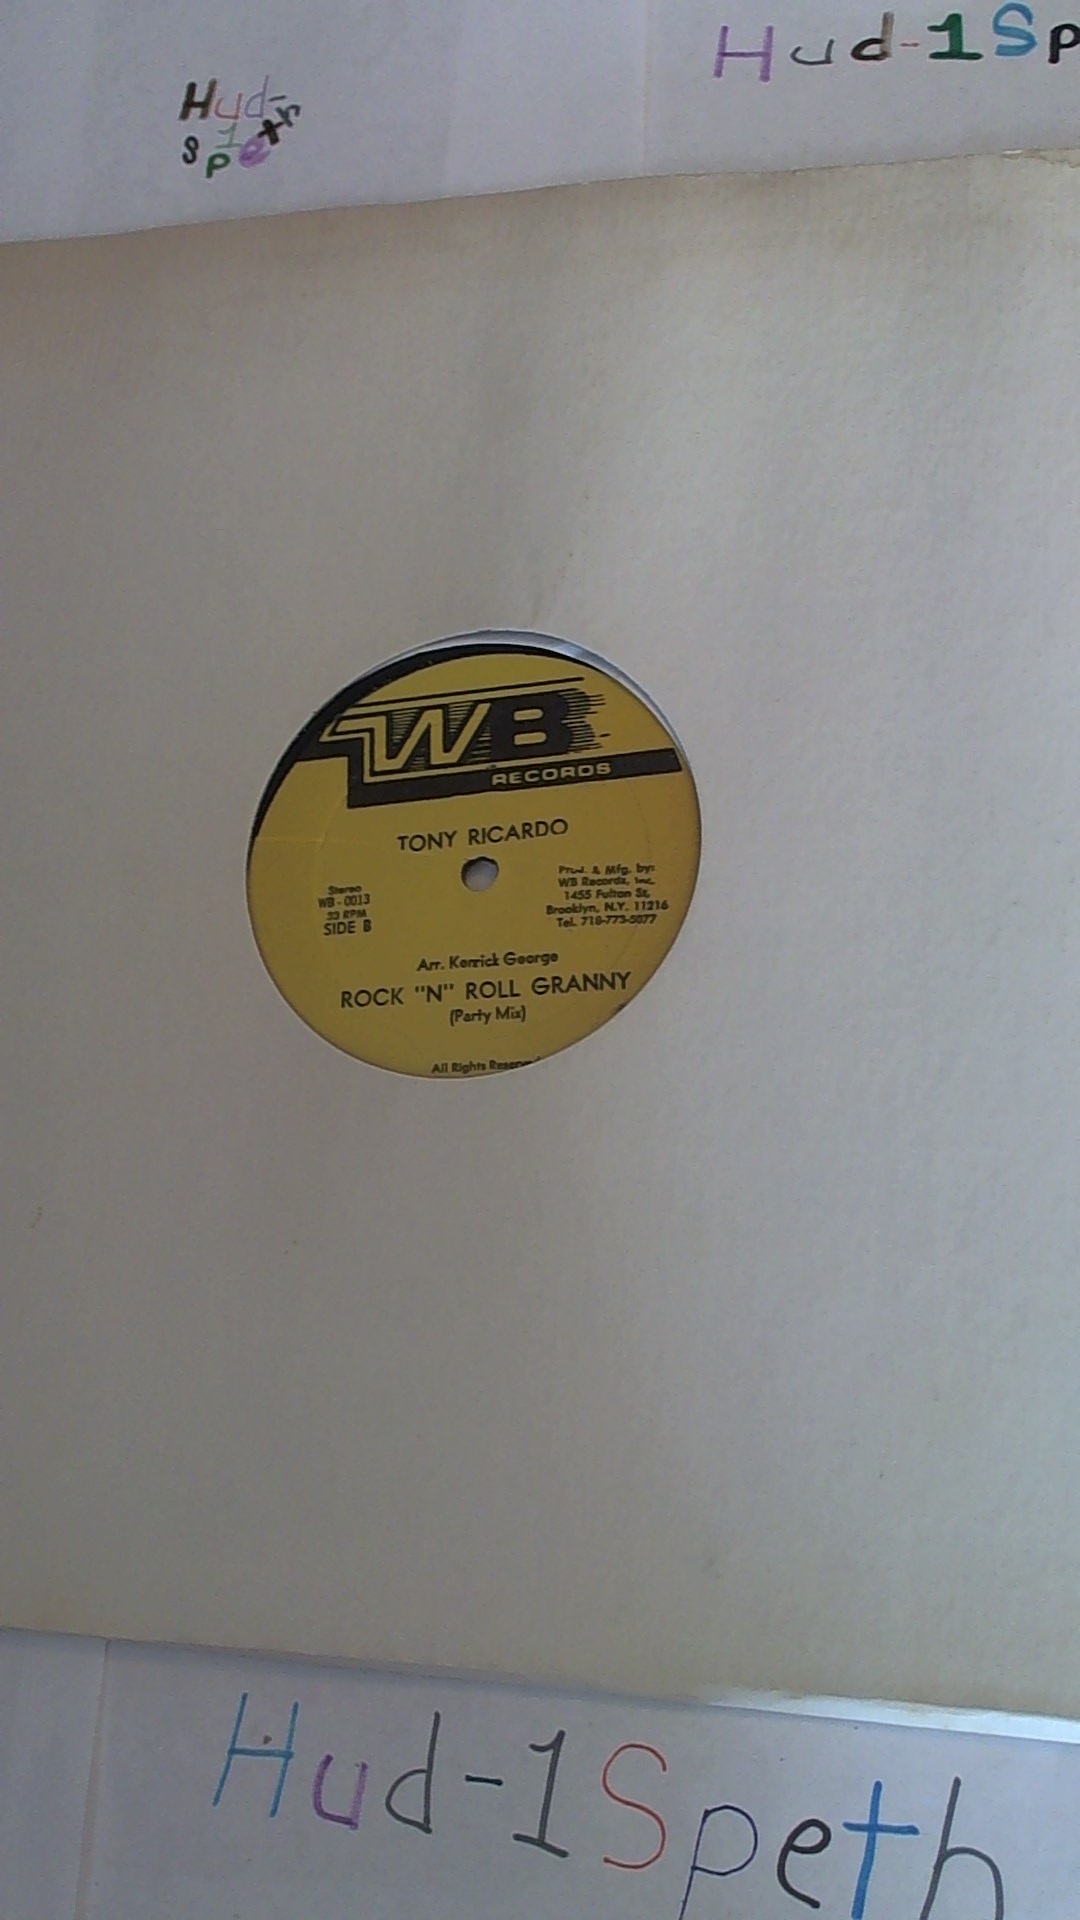 Hud-1Sp
Hud-
1
spexn
WB
RECORDS
TONY RICARDO
Stereo
WB-0013
33 RPM
SIDE B
Prod. & Mfg. by:
WB Records, Inc.
1455 Fulton St.
Brooklyn, N.Y. 11216
Tel. 718-773-5077
Arr. Kenrick George
ROCK "N" ROLL GRANNY
(Party Mix)
All Rights Reserved
Hud-1Speth